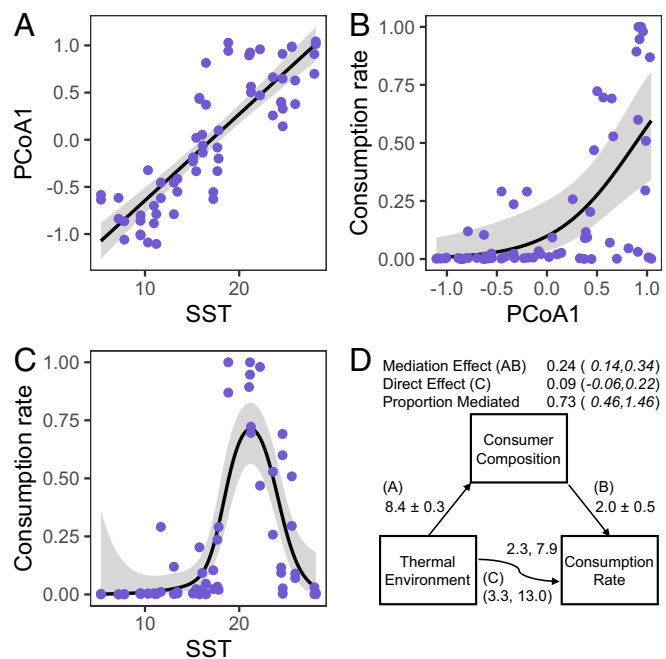 A
1.0
0.5
0.0
-0.5
-1.0
PCoA1
10
20
SST
B
1.00
0.75
0.50
0.25
0.00
Consumption rate
-1.0
-0.5
0.0
0.5
1.0
PCoA1
C
1.00
0.75
0.50
0.25
0.00
Consumption rate
10
20
SST
D
Mediation Effect (AB) 0.24 ( 0.14,0.34)
Direct Effect (C) 0.09 (-0.06,0.22)
Proportion Mediated 0.73 ( 0.46,1.46)
Consumer
Composition
(A)
8.4 ± 0.3
(B)
2.0 ± 0.5
Thermal
Environment
2.3, 7.9
(C)
(3.3, 13.0)
Consumption
Rate